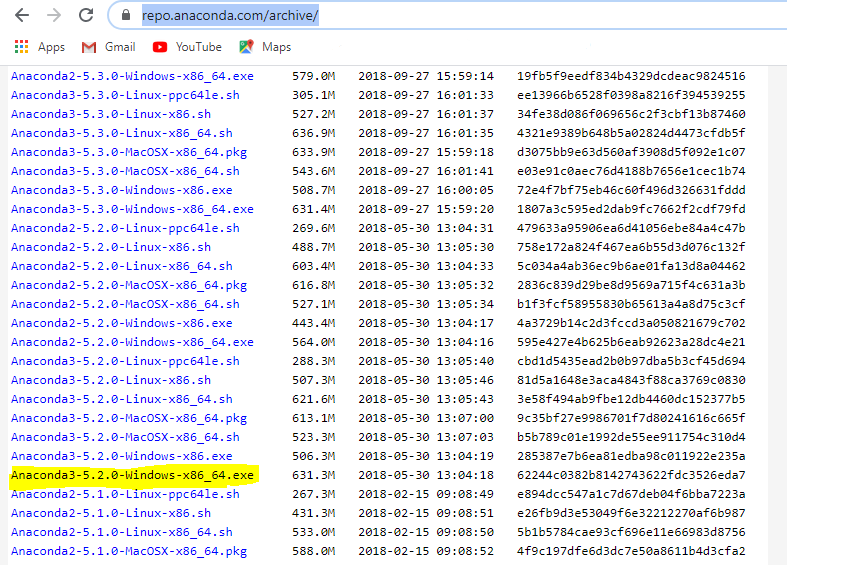 repo.anaconda.com/archive/
Apps Gmail YouTube Maps
Anaconda2-5.3.0-Windows-x86_64.exe 579.0M 2018-09-27 15:59:14 19fb5f9eedf834b4329dcdeac9824516
Anaconda3-5.3.0-Linux-ppc64le.sh 305.1M 2018-09-27 16:01:33 ee13966b6528f0398a8216f394539255
Anaconda3-5.3.0-Linux-x86.sh 527.2M 2018-09-27 16:01:37 34fe38d086f069656c2f3cbf13b87460
Anaconda3-5.3.0-Linux-x86_64.sh 636.9M 2018-09-27 16:01:35 4321e9389b648b5a02824d4473cfdb5f
Anaconda3-5.3.0-MacOSX-x86_64.pkg 633.9M 2018-09-27 15:59:18 d3075bb9e63d560af3908d5f092e1c07
Anaconda3-5.3.0-MacOSX-x86_64.sh 543.6M 2018-09-27 16:01:41 e03e91c0aec76d4188b7656e1cec1b74
Anaconda3-5.3.0-Windows-x86.exe 508.7M 2018-09-27 16:00:05 72e4f7bf75eb46c60f496d326631fddd
Anaconda3-5.3.0-Windows-x86_64.exe 631.4M 2018-09-27 15:59:20 1807a3c595ed2dab9fc7662f2cdf79fd
Anaconda2-5.2.0-Linux-ppc64le.sh 269.6M 2018-05-30 13:04:31 479633a95906ea6d41056ebe84a4c47b
Anaconda2-5.2.0-Linux-x86.sh 488.7M 2018-05-30 13:05:30 758e172a824f467ea6b55d3d076c132f
Anaconda2-5.2.0-Linux-x86_64.sh 603.4M 2018-05-30 13:04:33 5c034a4ab36ec9b6ae01fa13d8a04462
Anaconda2-5.2.0-MacOSX-x86_64.pkg 616.8M 2018-05-30 13:05:32 2836c839d29be8d9569a715f4c631a3b
Anaconda2-5.2.0-MacOSX-x86_64.sh 527.1M 2018-05-30 13:05:34 b1f3fcf58955830b65613a4a8d75c3cf
Anaconda2-5.2.0-Windows-x86.exe 443.4M 2018-05-30 13:04:17 4a3729b14c2d3fccd3a050821679c702
Anaconda2-5.2.0-Windows-x86_64.exe 564.0M 2018-05-30 13:04:16 595e427e4b625b6eab92623a28dc4e21
Anaconda3-5.2.0-Linux-ppc64le.sh 288.3M 2018-05-30 13:05:40 cbd1d5435ead2b0b97dba5b3cf45d694
Anaconda3-5.2.0-Linux-x86.sh 507.3M 2018-05-30 13:05:46 81d5a1648e3aca4843f88ca3769c0830
Anaconda3-5.2.0-Linux-x86_64.sh 621.6M 2018-05-30 13:05:43 3e58f494ab9fbe12db4460dc152377b5
Anaconda3-5.2.0-MacOSX-x86_64.pkg 613.1M 2018-05-30 13:07:00 9c35bf27e9986701f7d80241616c665f
Anaconda3-5.2.0-MacOSX-x86_64.sh 523.3M 2018-05-30 13:07:03 b5b789c01e1992de55ee911754c310d4
Anaconda3-5.2.0-Windows-x86.exe 506.3M 2018-05-30 13:04:19 285387e7b6ea81edba98c011922e235a
Anaconda3-5.2.0-Windows-x86_64.exe 631.3M 2018-05-30 13:04:18 62244c0382b8142743622fdc3526eda7
Anaconda2-5.1.0-Linux-ppc64le.sh 267.3M 2018-02-15 09:08:49 e894dcc547a1c7d67deb04f6bba7223a
Anaconda2-5.1.0-Linux-x86.sh 431.3M 2018-02-15 09:08:51 e26fb9d3e53049f6e32212270af6b987
Anaconda2-5.1.0-Linux-x86_64.sh 533.0M 2018-02-15 09:08:50 5b1b5784cae93cf696e11e66983d8756
Anaconda2-5.1.0-MacOSX-x86_64.pkg 588.0M 2018-02-15 09:08:52 4f9c197dfe6d3dc7e50a8611b4d3cfa2